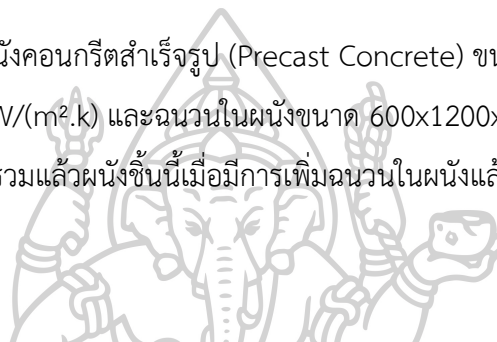 นังคอนกรีตสำเร็จรูป (Precast Concrete)
W/(m².k) และฉนวนในผนังขนาด 600x1200x
รวมแล้วผนังชิ้นนี้เมื่อมีการเพิ่มฉนวนในผนังแล้